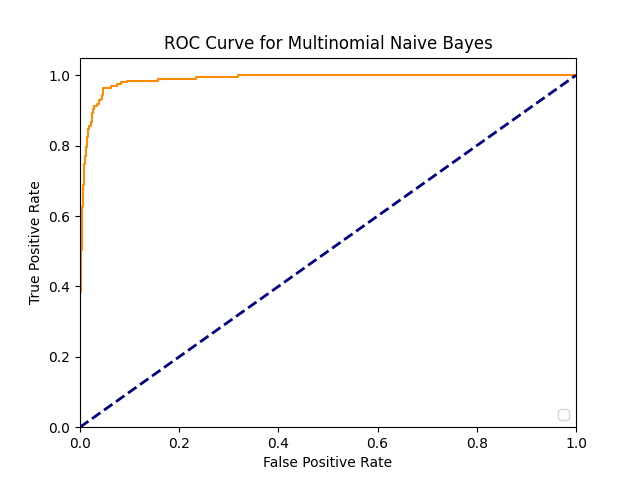 ROC Curve for Multinomial Naive Bayes
1.0
0.8
0.6
0.4
0.2
0.0
True Positive Rate
0.0 0.2 0.4 0.6 0.8 1.0
False Positive Rate